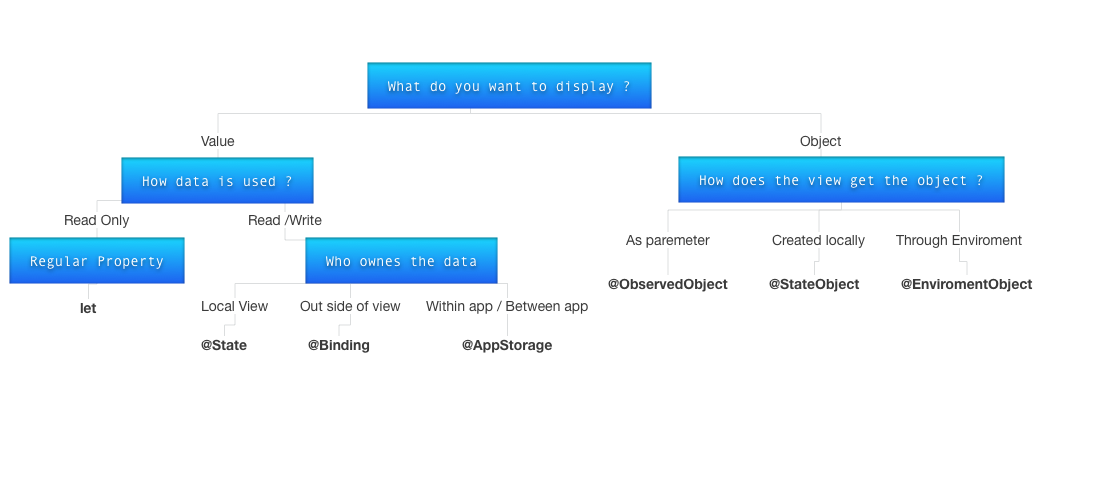 What do you want to display ?
Value
Object
How data is used ?
How does the view get the object ?
Read Only
Read /Write
As paremeter
Created locally
Through Enviroment
Regular Property
Who ownes the data
@ObservedObject
@StateObject
@EnviromentObject
let
Local View
Out side of view
Within app / Between app
@State
@Binding
@AppStorage